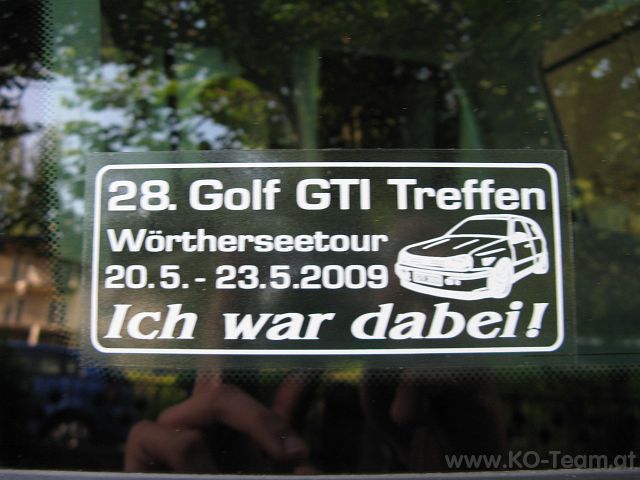 28. Golf GTI Treffen
Wörtherseetour
20.5. - 23.5.2009
Ich war dabei!
www.KO-Team.at